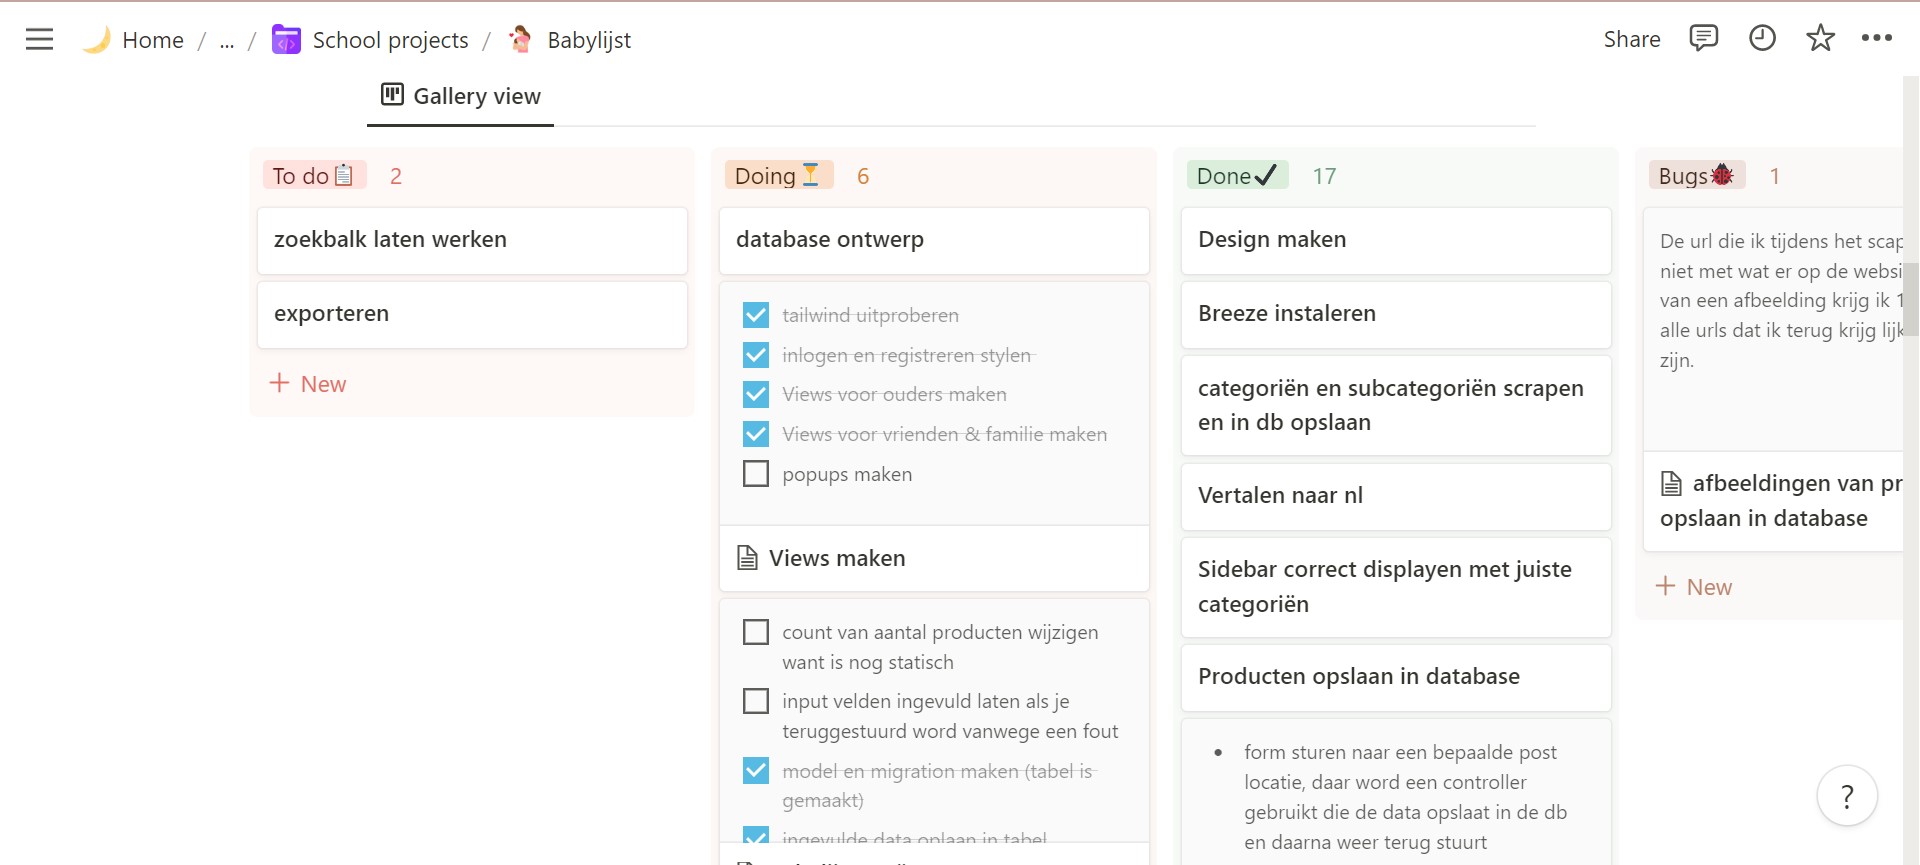 Home / ... / School projects / Babylijst
Share
Gallery view
To do 2
zoekbalk laten werken
exporteren
+ New
Doing 6
database ontwerp
tailwind uitproberen
inlogen en registreren stylen
Views voor ouders maken
Views voor vrienden & familie maken
popups maken
Views maken
count van aantal producten wijzigen
want is nog statisch
input velden ingevuld laten als je
teruggestuurd word vanwege een fout
model en migration maken (tabel is
gemaakt)
ingevulde data oplaan in tabel
Done 17
Design maken
Breeze instaleren
categoriën en subcategoriën scrapen
en in db opslaan
Vertalen naar nl
Sidebar correct displayen met juiste
categoriën
Producten opslaan in database
• form sturen naar een bepaalde post
locatie, daar word een controller
gebruikt die de data opslaat in de db
en daarna weer terug stuurt
Bugs 1
De url die ik tijdens het scap
niet met wat er op de websi
van een afbeelding krijg ik 1
alle urls dat ik terug krijg lijk
zijn.
afbeeldingen van pr
opslaan in database
+ New
?